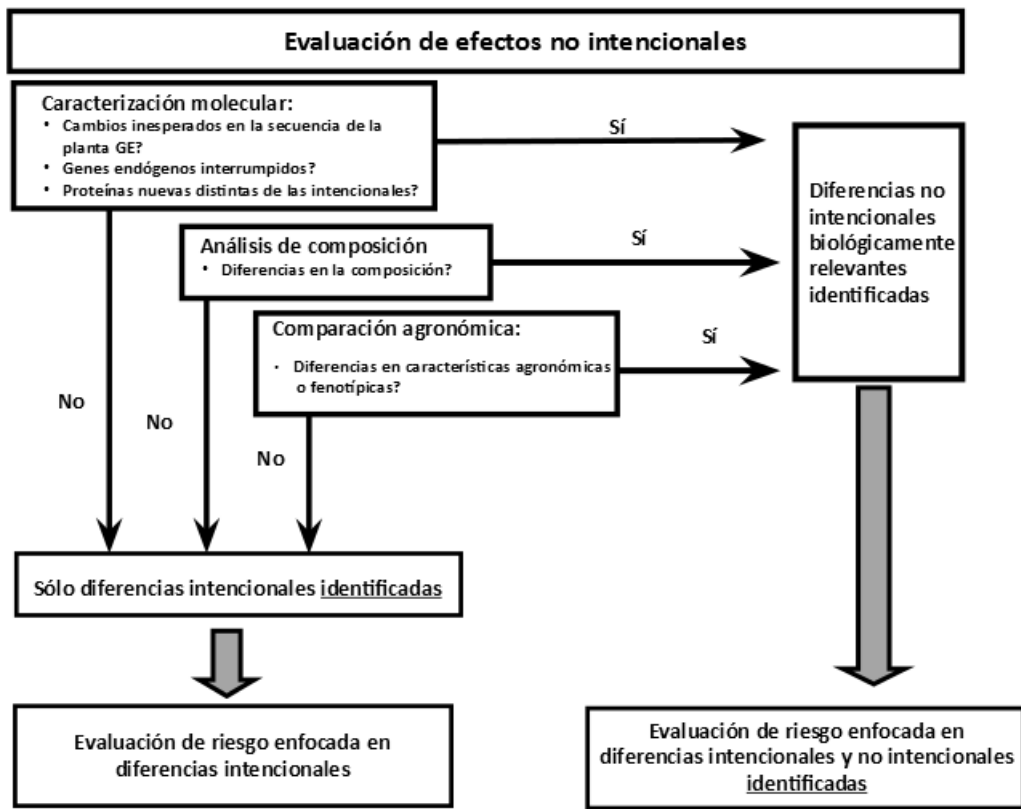 Evaluación de efectos no intencionales
Caracterización molecular:
• Cambios inesperados en la secuencia de la
planta GE?
• Genes endógenos interrumpidos?
• Proteínas nuevas distintas de las intencionales?
Sí
Análisis de composición
• Diferencias en la composición?
Sí
Comparación agronómica:
• Diferencias en características agronómicas
o fenotípicas?
Sí
Diferencias no
intencionales
biológicamente
relevantes
identificadas
No
No
No
Sólo diferencias intencionales identificadas
Evaluación de riesgo enfocada en
diferencias intencionales
Evaluación de riesgo enfocada en
diferencias intencionales y no intencionales
identificadas